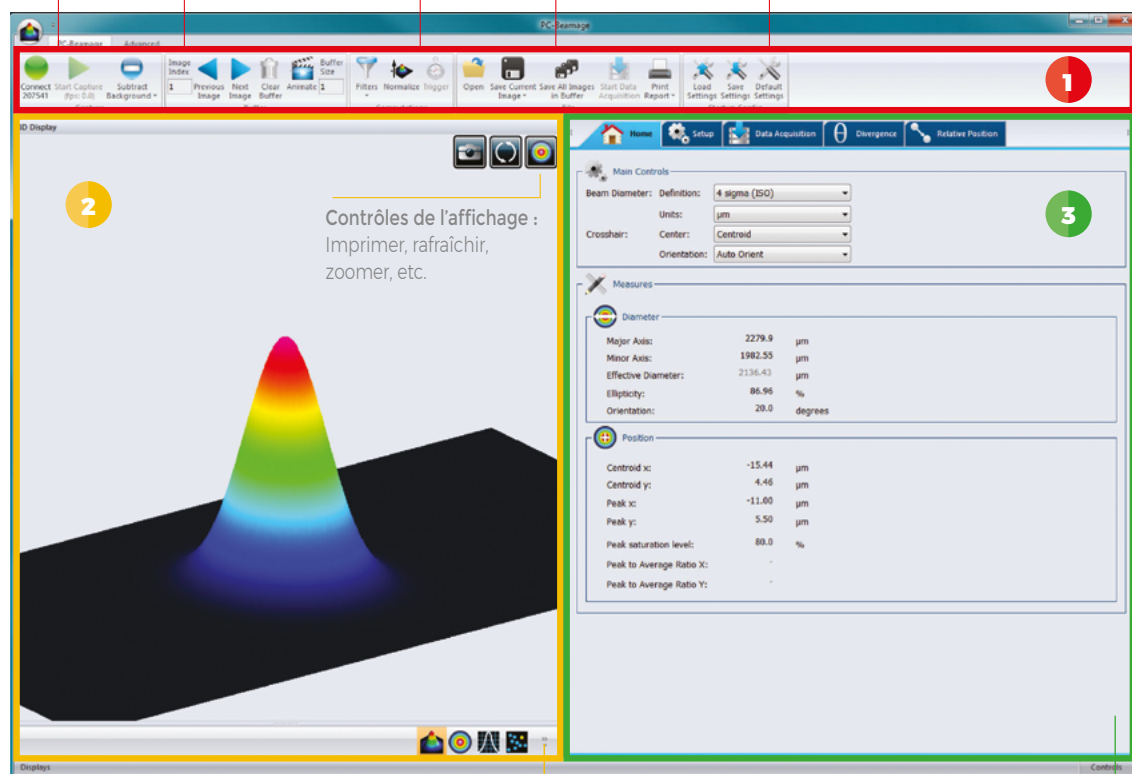 PC-Beamage
PC-Beamage Advanced
Connect 207541
Start Capture (fps: 0.0)
Subtract Background
Image Index
1
Previous Image
Next Image
Clear Buffer
Animate
Buffer Size
1
Filters
Normalize
Trigger
Open
Save Current Image
Save All Images in Buffer
Start Data Acquisition
Print Report
Load Settings
Save Settings
Default Settings
1
3D Display
2
Contrôles de l'affichage :
Imprimer, rafraîchir,
zoomer, etc.
Home Setup Data Acquisition Divergence Relative Position
3
Main Controls
Beam Diameter: Definition: 4 sigma (ISO)
Units: µm
Crosshair: Center: Centroid
Orientation: Auto Orient
Measures
Diameter
Major Axis: 2279.9 µm
Minor Axis: 1982.55 µm
Effective Diameter: 2136.43 µm
Ellipticity: 86.96 %
Orientation: 20.0 degrees
Position
Centroid x: -15.44 µm
Centroid y: 4.46 µm
Peak x: -11.00 µm
Peak y: 5.50 µm
Peak saturation level: 80.0 %
Peak to Average Ratio X: -
Peak to Average Ratio Y: -
Displays
Controls